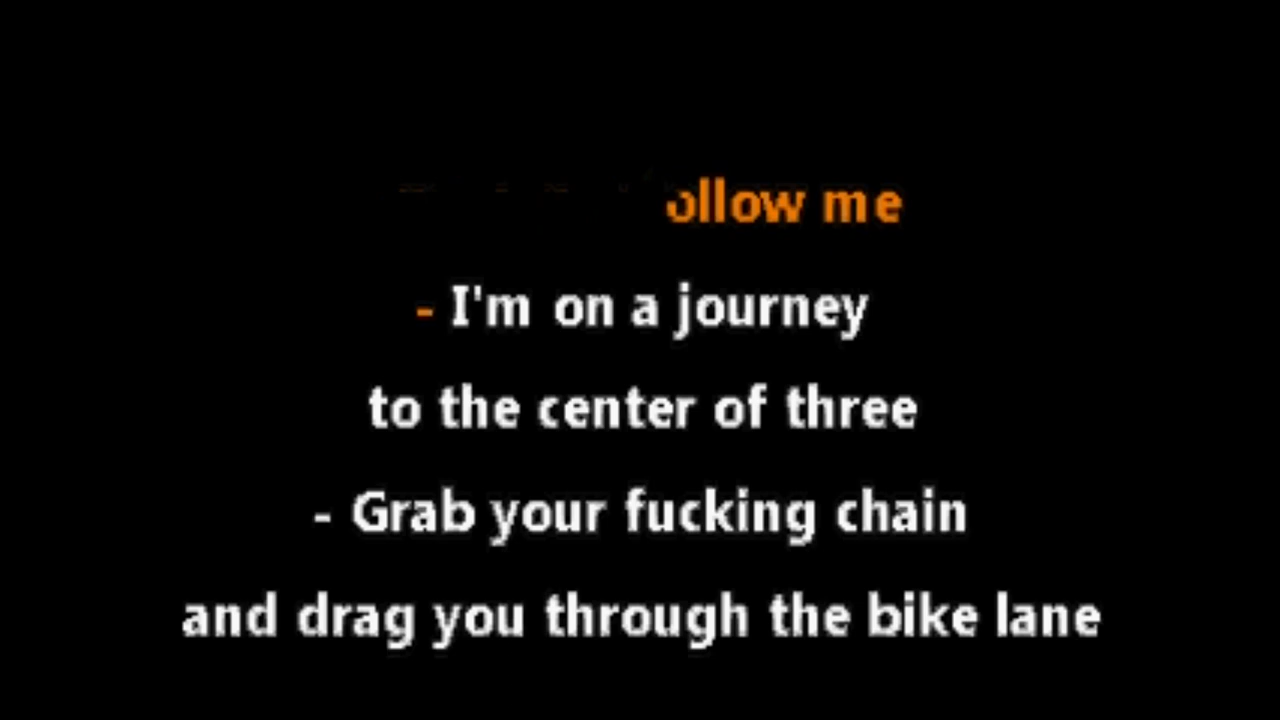 ollow me
- I'm on a journey
to the center of three
- Grab your fucking chain
and drag you through the bike lane